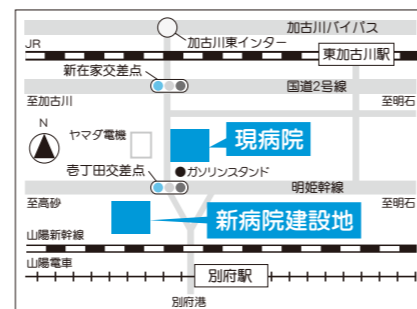 加古川バイパス
JR
加古川東インター
東加古川駅
新在家交差点
国道2号線
至加古川
至明石
N
ヤマダ電機
現病院
壱丁田交差点
●ガソリンスタンド
明姫幹線
至高砂
至明石
新病院建設地
山陽新幹線
山陽電車
別府駅
別府港